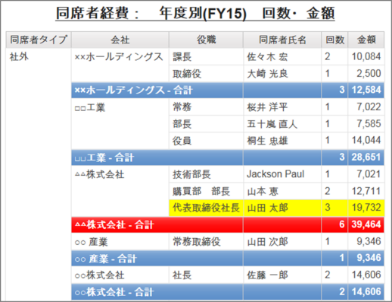 同席者経費： 年度別(FY15) 回数・金額
同席者タイプ 会社 役職 同席者氏名 回数 金額
社外 ××ホールディングス 課長 佐々木 宏 2 10,084
取締役 大崎 光良 1 2,500
××ホールディングス - 合計 3 12,584
□□工業 常務 桜井 洋平 1 7,022
部長 五十嵐 直人 1 7,585
役員 桐生 忠雄 1 14,044
□□工業 - 合計 3 28,651
△△株式会社 技術部長 Jackson Paul 1 7,021
購買部 部長 山本 恵 2 12,711
代表取締役社長 山田 太郎 3 19,732
△△株式会社 - 合計 6 39,464
○○ 産業 常務取締役 山田 次郎 1 9,346
○○ 産業 - 合計 1 9,346
○○株式会社 社長 佐藤 一郎 2 14,606
○○株式会社 - 合計 2 14,606